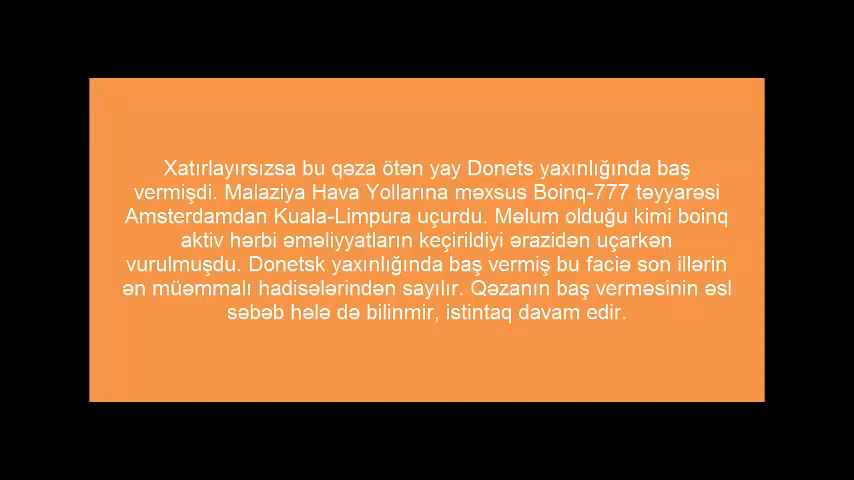 Xatırlayırsızsa bu qəza ötən yay Donets yaxınlığında baş
vermişdi. Malaziya Hava Yollarına məxsus Boinq-777 təyyarəsi
Amsterdamdan Kuala-Limpura uçurdu. Məlum olduğu kimi boinq
aktiv hərbi əməliyyatların keçirildiyi ərazidən uçarkən
vurulmuşdu. Donetsk yaxınlığında baş vermiş bu faciə son illərin
ən müəmmalı hadisələrindən sayılır. Qəzanın baş verməsinin əsl
səbəb hələ də bilinmir, istintaq davam edir.